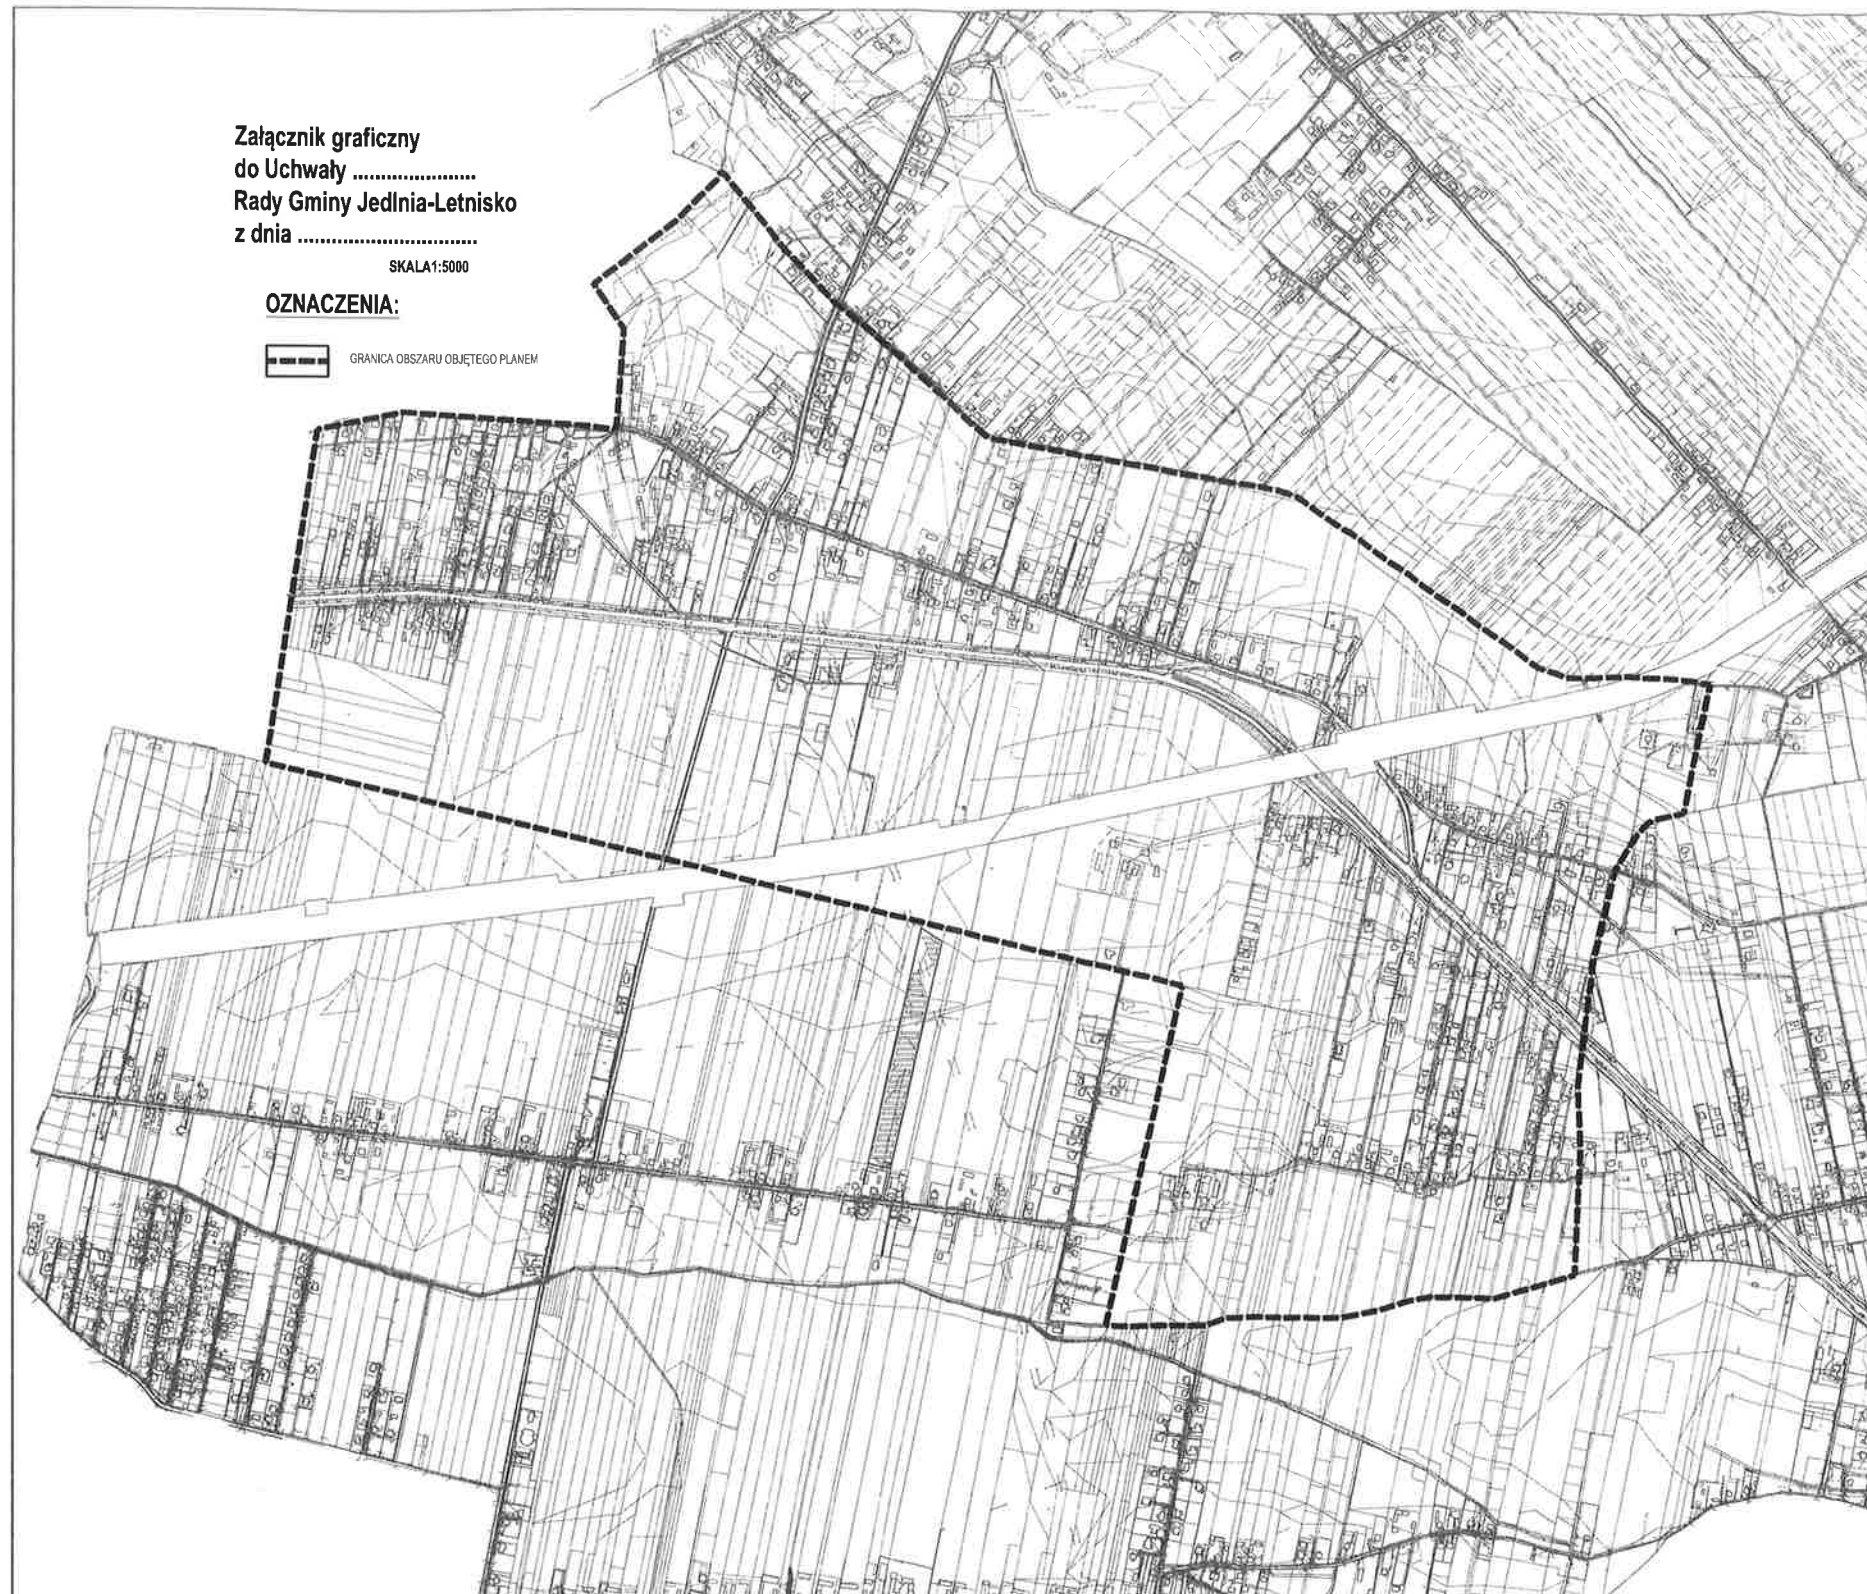 Załącznik graficzny
do Uchwały .......................
Rady Gminy Jedlnia-Letnisko
z dnia .................................
SKALA1:5000
OZNACZENIA:
GRANICA OBSZARU OBJĘTEGO PLANEM